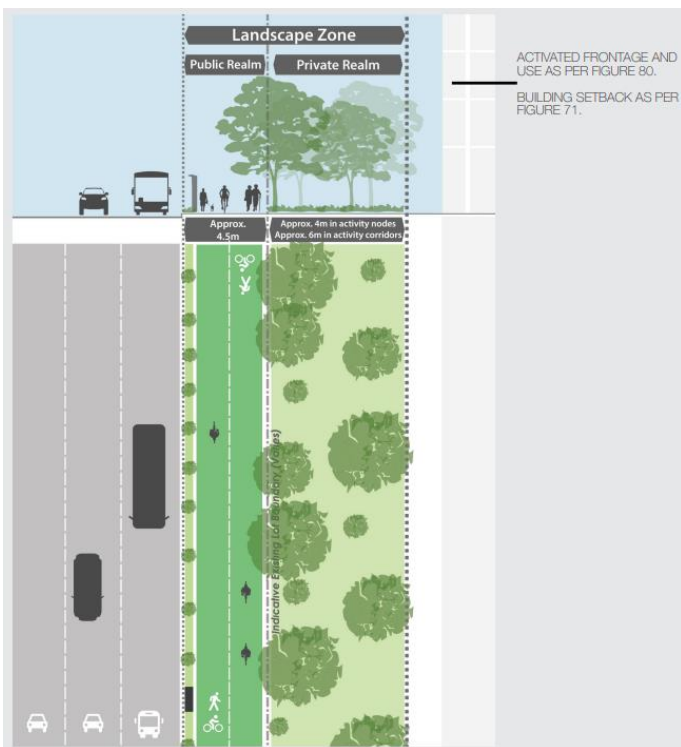 Landscape Zone
Public Realm
Private Realm
ACTIVATED FRONTAGE AND
USE AS PER FIGURE 80.
BUILDING SETBACK AS PER
FIGURE 71.
Approx.
4.5m
Approx. 4m in activity nodes
Approx. 6m in activity corridors
Indicative Existing Lot Boundary (Varies)